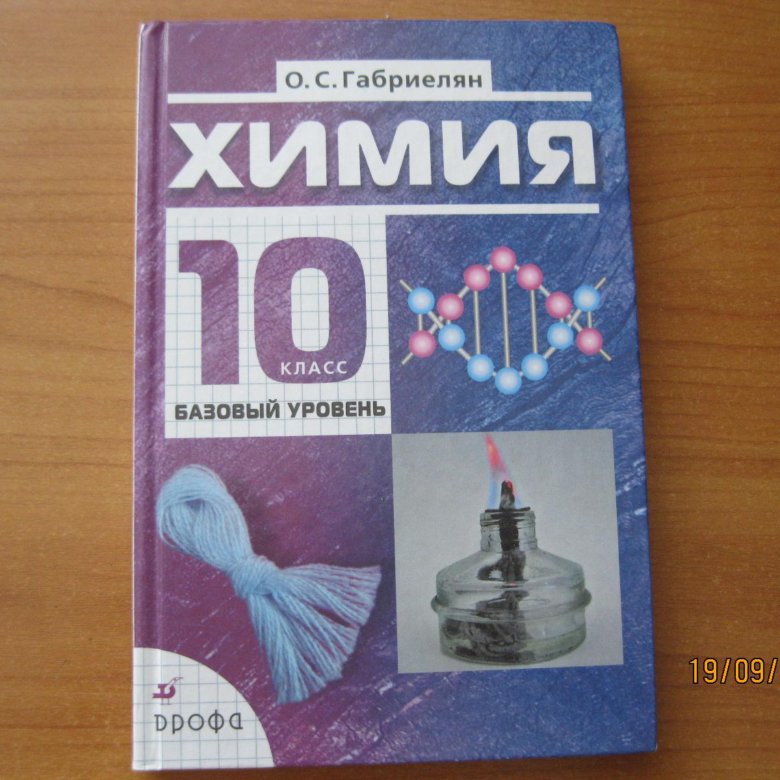 О. С. Габриелян
ХИМИЯ
10
КЛАСС
БАЗОВЫЙ УРОВЕНЬ
ДРОФА
19/09/